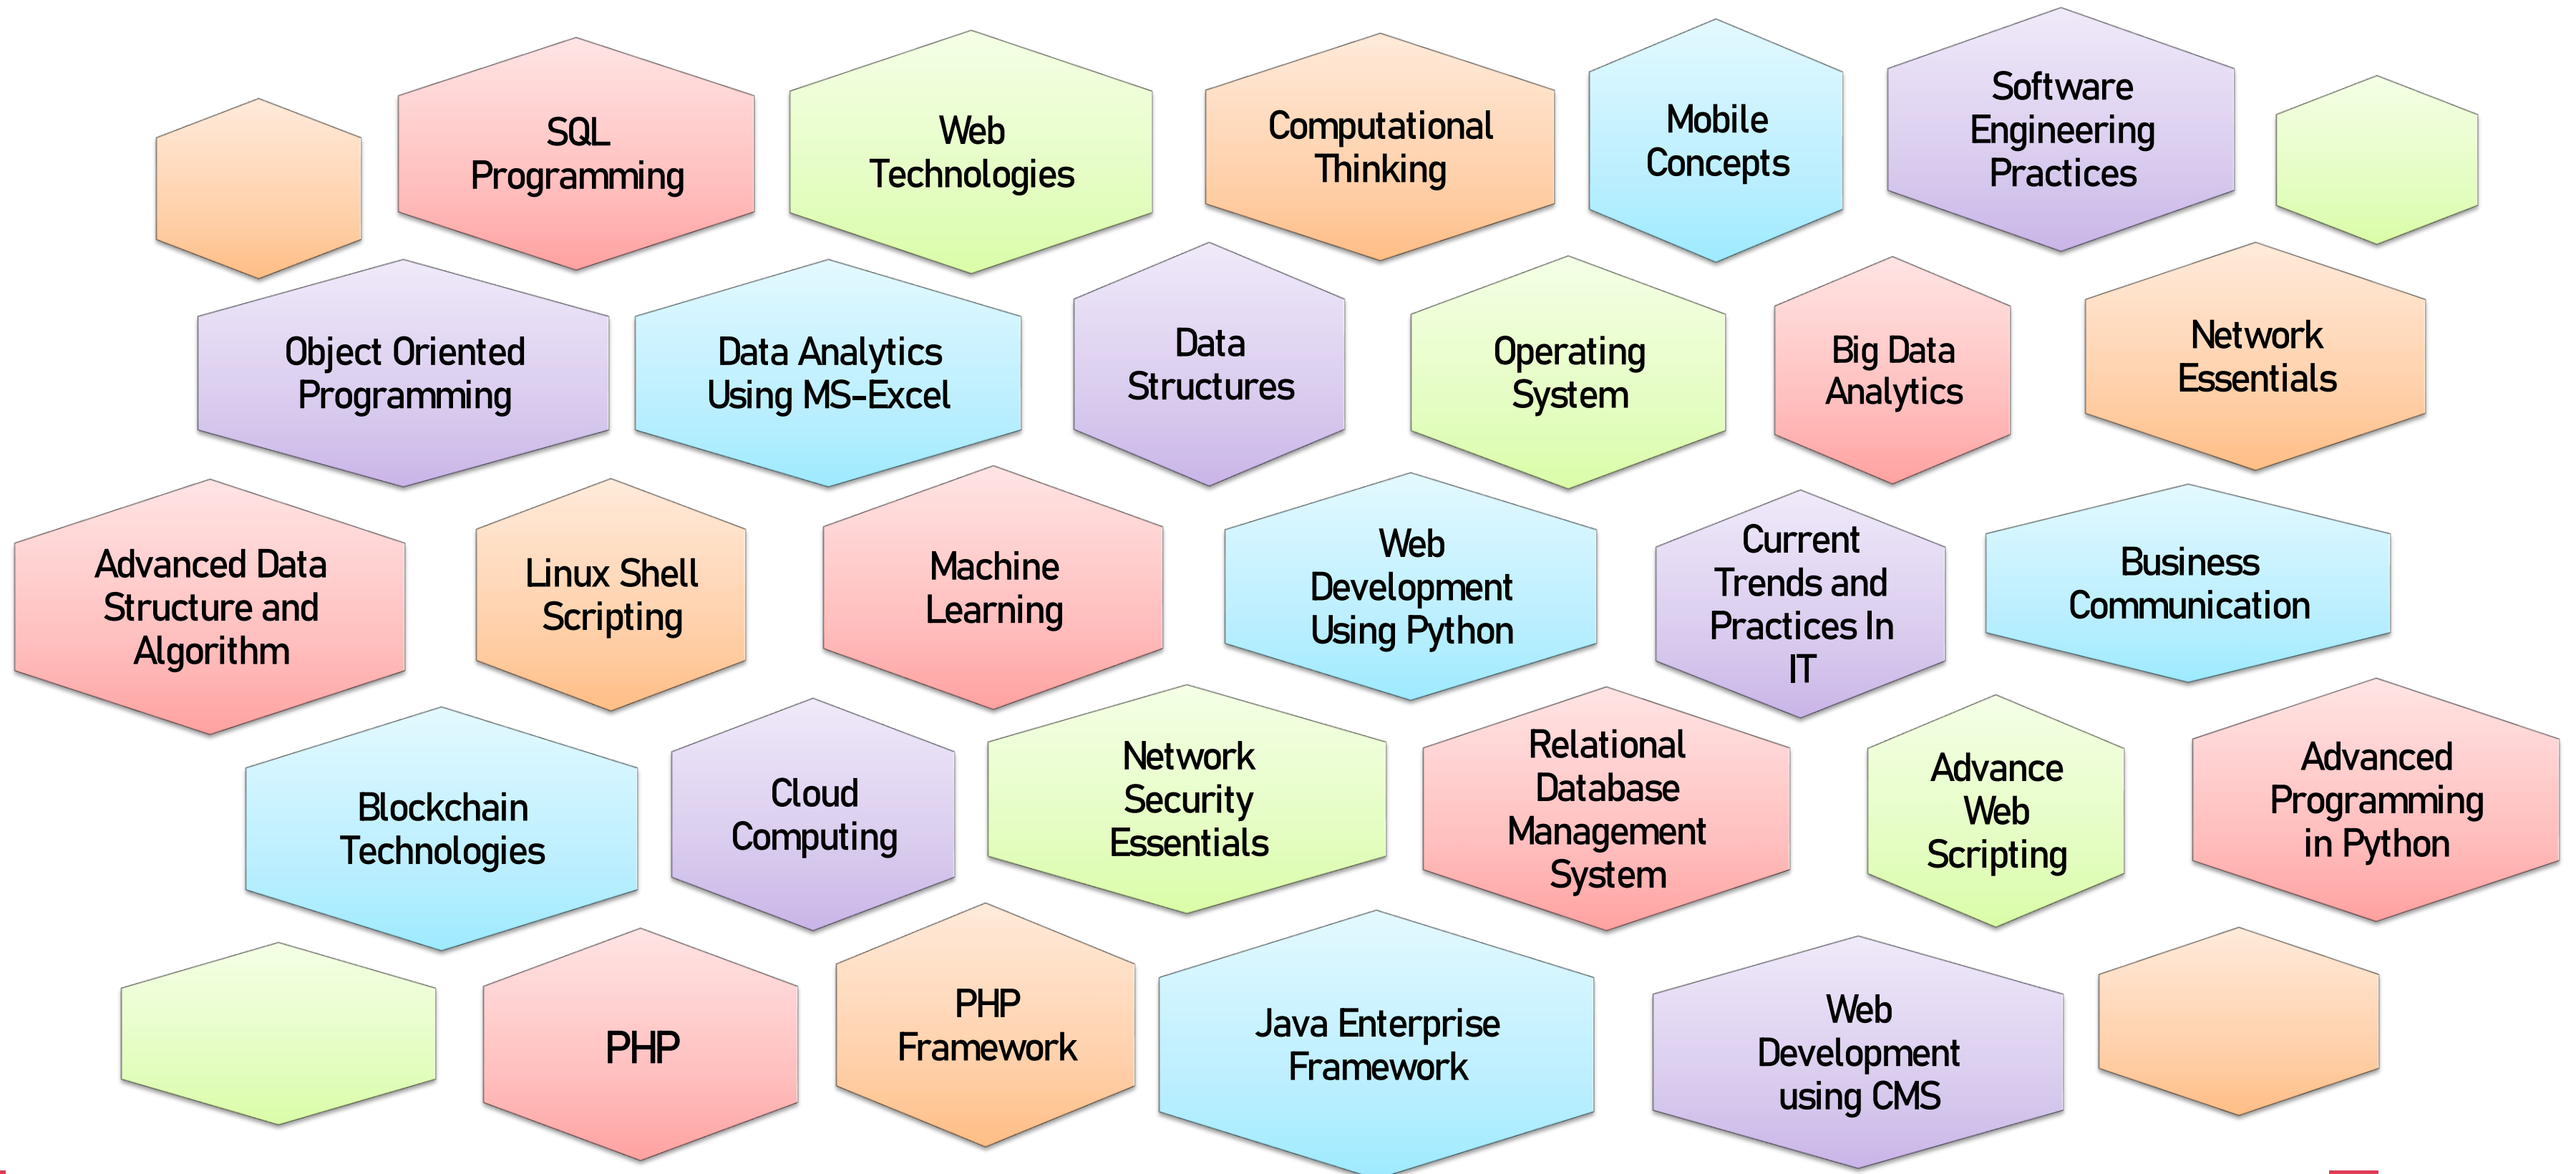 SQL
Programming
Web
Technologies
Computational
Thinking
Mobile
Concepts
Software
Engineering
Practices
Object Oriented
Programming
Data Analytics
Using MS-Excel
Data
Structures
Operating
System
Big Data
Analytics
Network
Essentials
Advanced Data
Structure and
Algorithm
Linux Shell
Scripting
Machine
Learning
Web
Development
Using Python
Current
Trends and
Practices In
IT
Business
Communication
Blockchain
Technologies
Cloud
Computing
Network
Security
Essentials
Relational
Database
Management
System
Advance
Web
Scripting
Advanced
Programming
in Python
PHP
PHP
Framework
Java Enterprise
Framework
Web
Development
using CMS